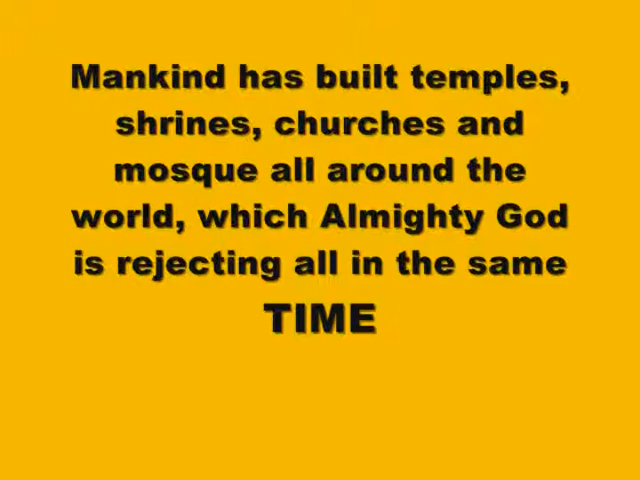 Mankind has built temples,
shrines, churches and
mosque all around the
world, which Almighty God
is rejecting all in the same
TIME